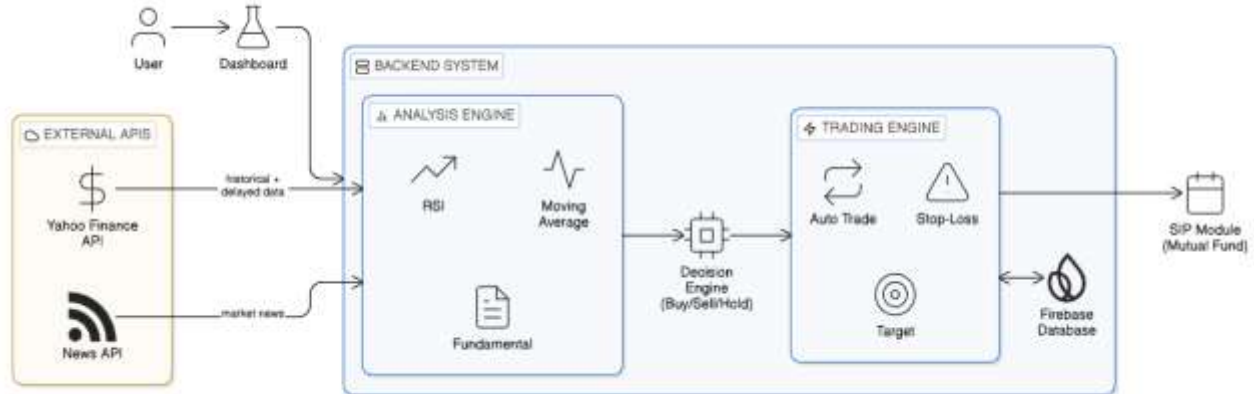 User
Dashboard
BACKEND SYSTEM
EXTERNAL APIS
Yahoo Finance
API
News API
historical +
delayed data
market news
ANALYSIS ENGINE
RSI
Moving
Average
Fundamental
Decision
Engine
(Buy/Sell/Hold)
TRADING ENGINE
Auto Trade
Stop-Loss
Target
Firebase
Database
SIP Module
(Mutual Fund)